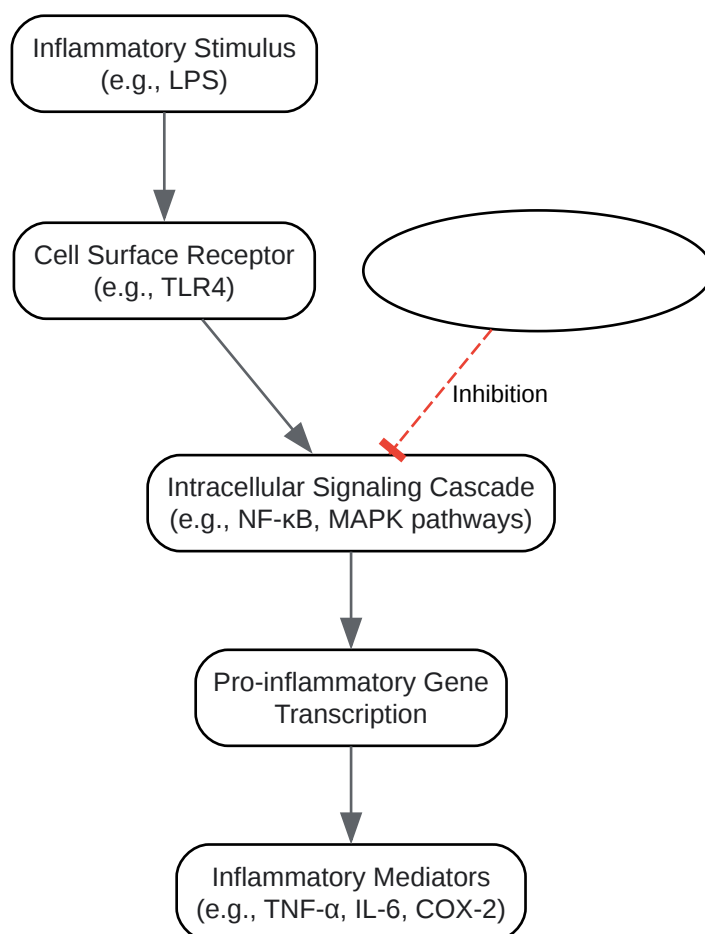 Inflammatory Stimulus
(e.g., LPS)
Cell Surface Receptor
(e.g., TLR4)
Inhibition
Intracellular Signaling Cascade
(e.g., NF-κB, MAPK pathways)
Pro-inflammatory Gene
Transcription
Inflammatory Mediators
(e.g., TNF-α, IL-6, COX-2)